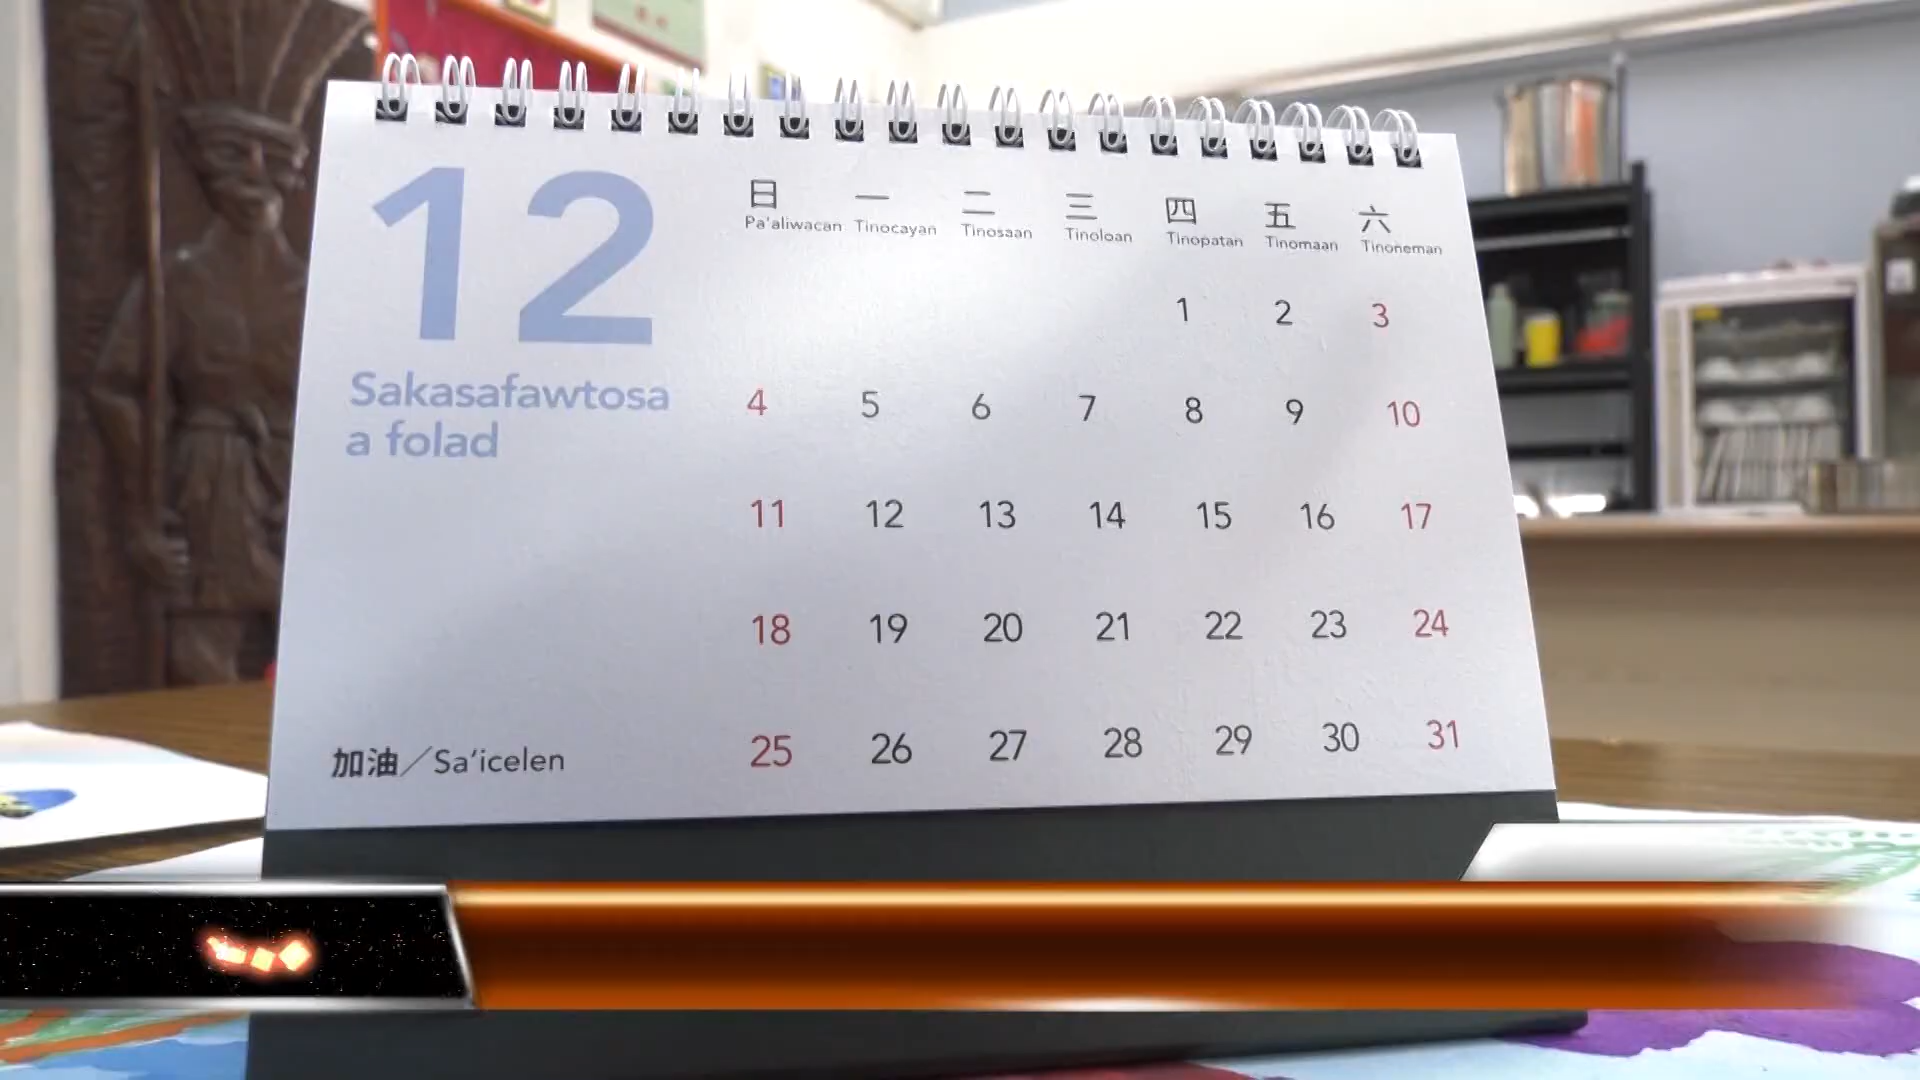 12
Sakasafawtosa
a folad
日 一 二 三 四 五 六
Pa'aliwacan Tinocayan Tinosaan Tinoloan Tinopatan Tinomaan Tinoneman
1 2 3
4 5 6 7 8 9 10
11 12 13 14 15 16 17
18 19 20 21 22 23 24
25 26 27 28 29 30 31
加油／Sa'icelen